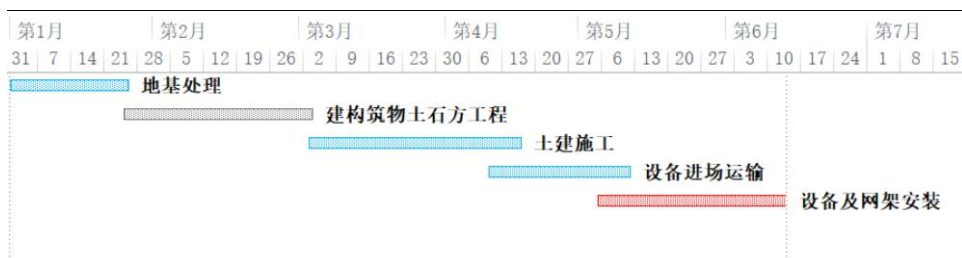 第1月 第2月 第3月 第4月 第5月 第6月 第7月
31 7 14 21 28 5 12 19 26 2 9 16 23 30 6 13 20 27 6 13 20 27 3 10 17 24 1 8 15
地基处理
建构筑物土石方工程
土建施工
设备进场运输
设备及网架安装